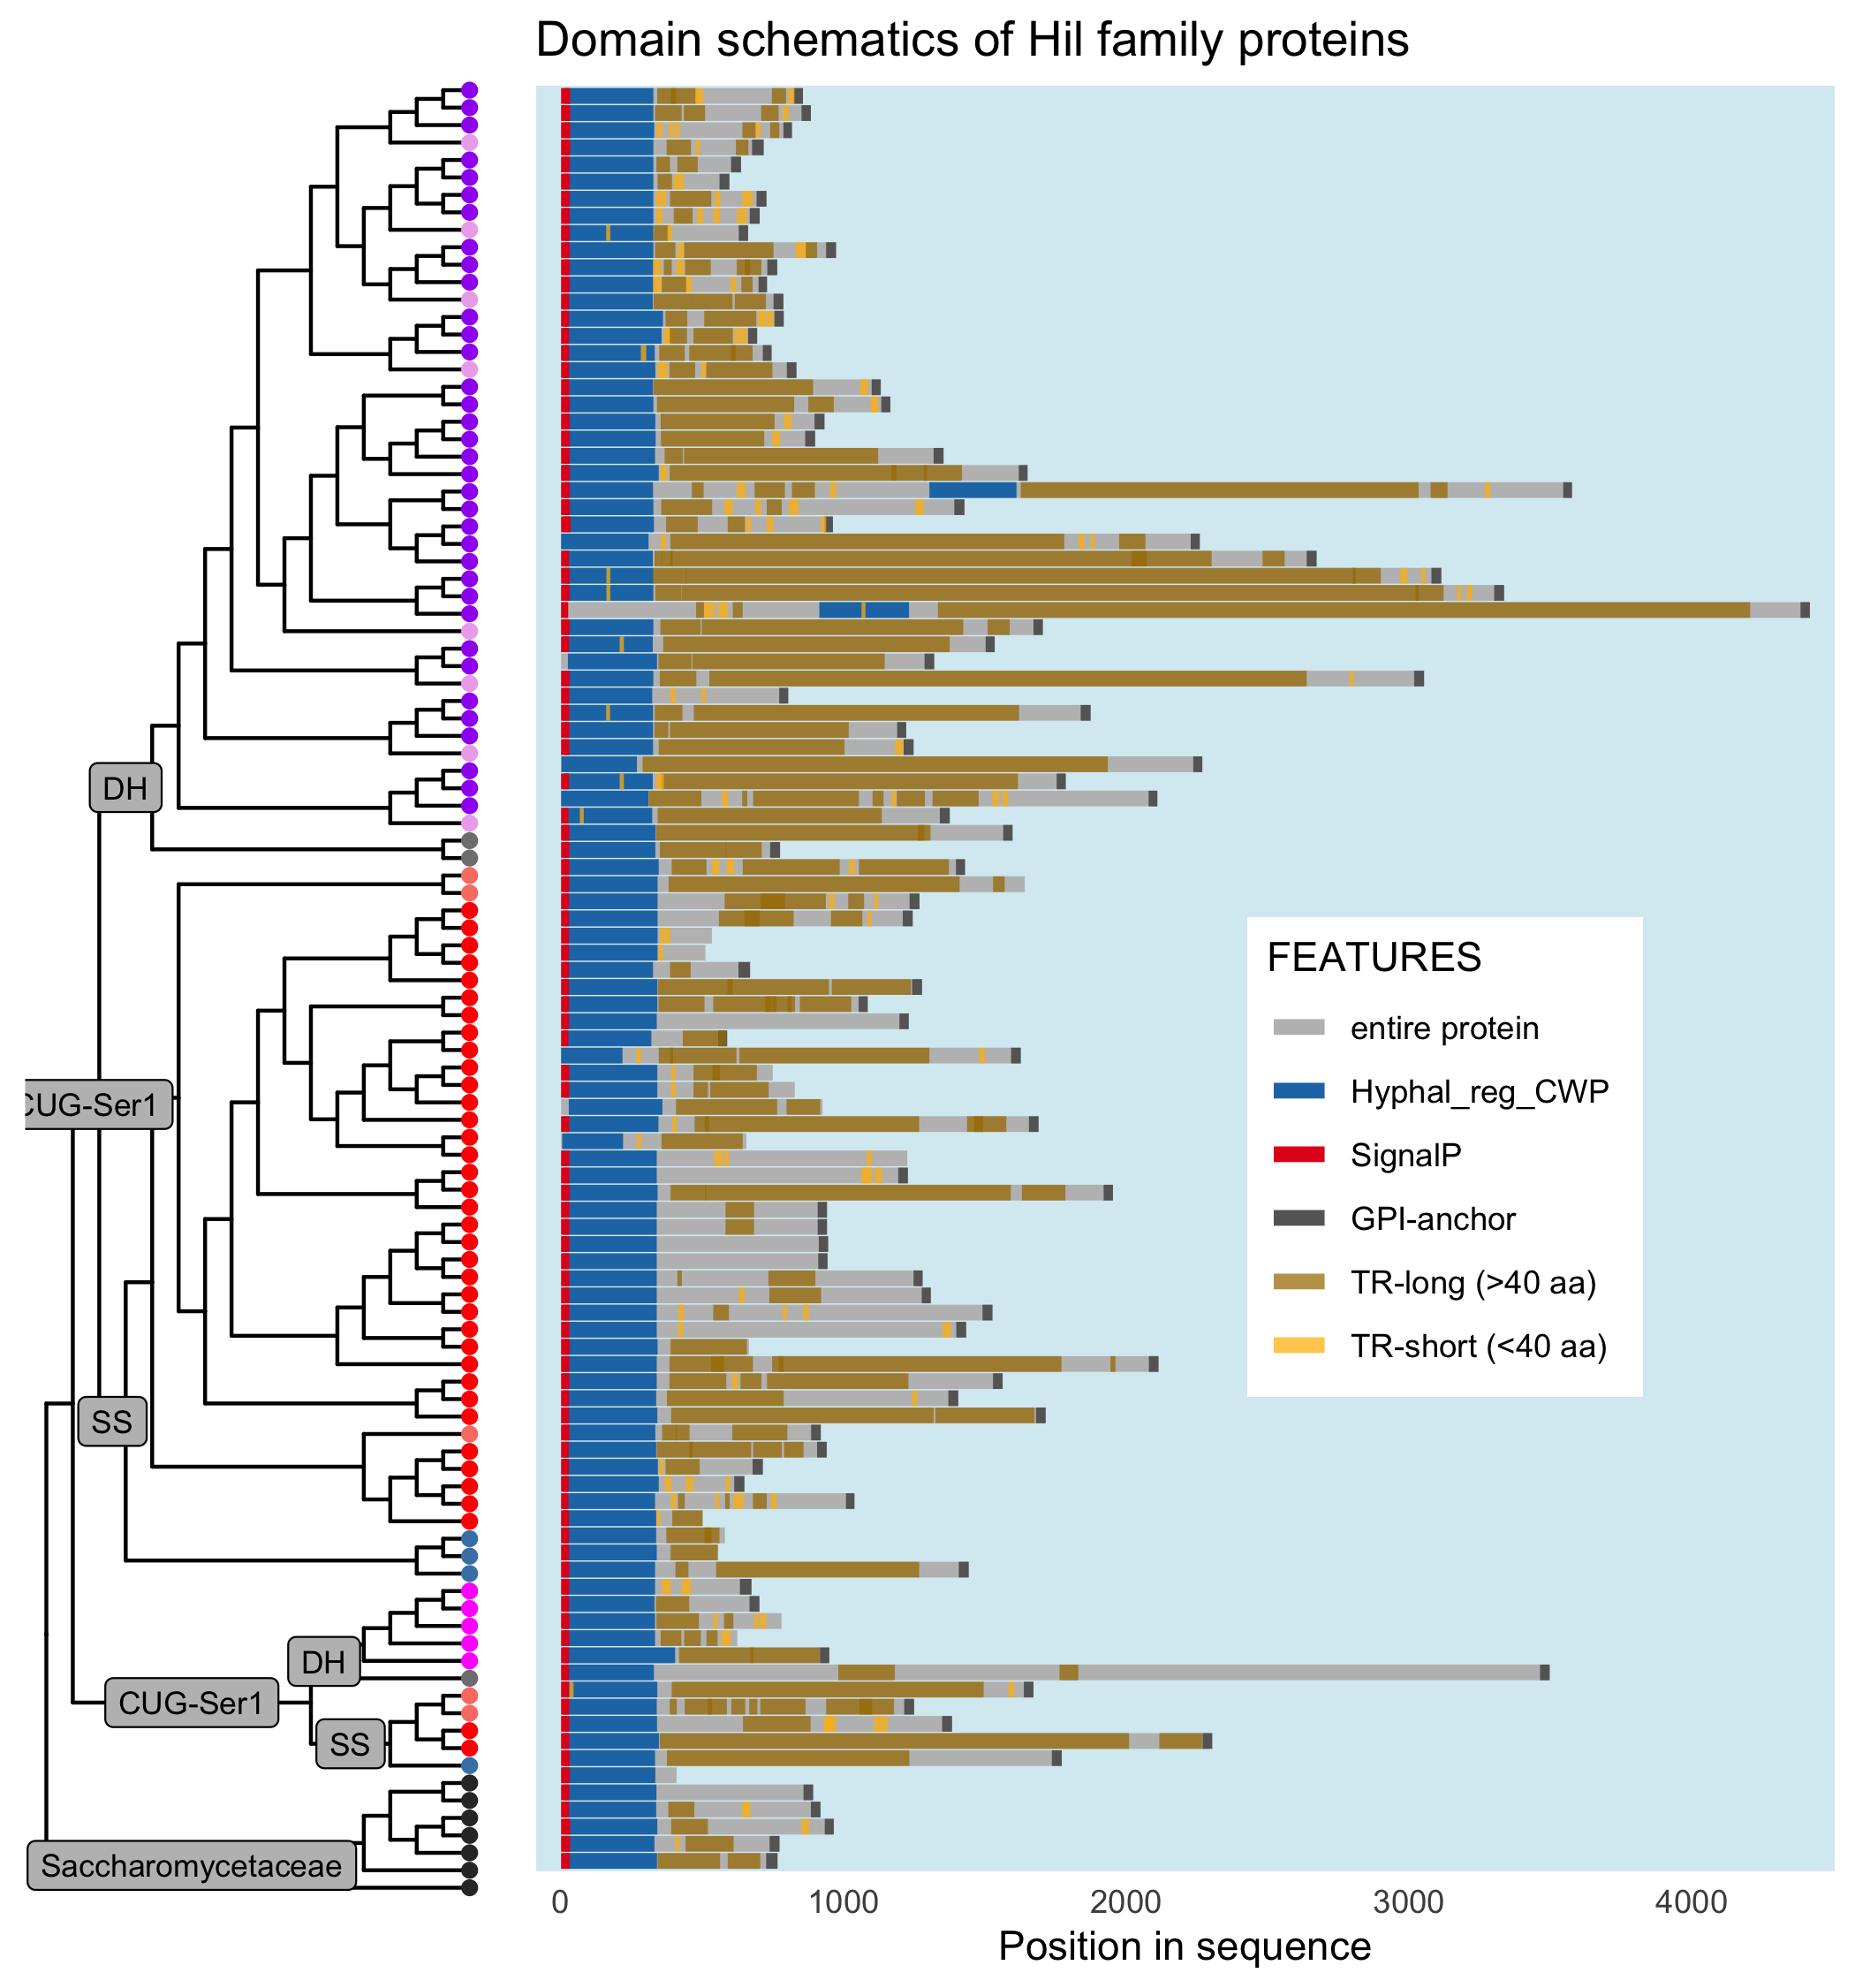 Domain schematics of Hil family proteins
DH
CUG-Ser1
SS
DH
CUG-Ser1
SS
Saccharomycetaceae
FEATURES
entire protein
Hyphal_reg_CWP
SignalP
GPI-anchor
TR-long (>40 aa)
TR-short (<40 aa)
0 1000 2000 3000 4000
Position in sequence